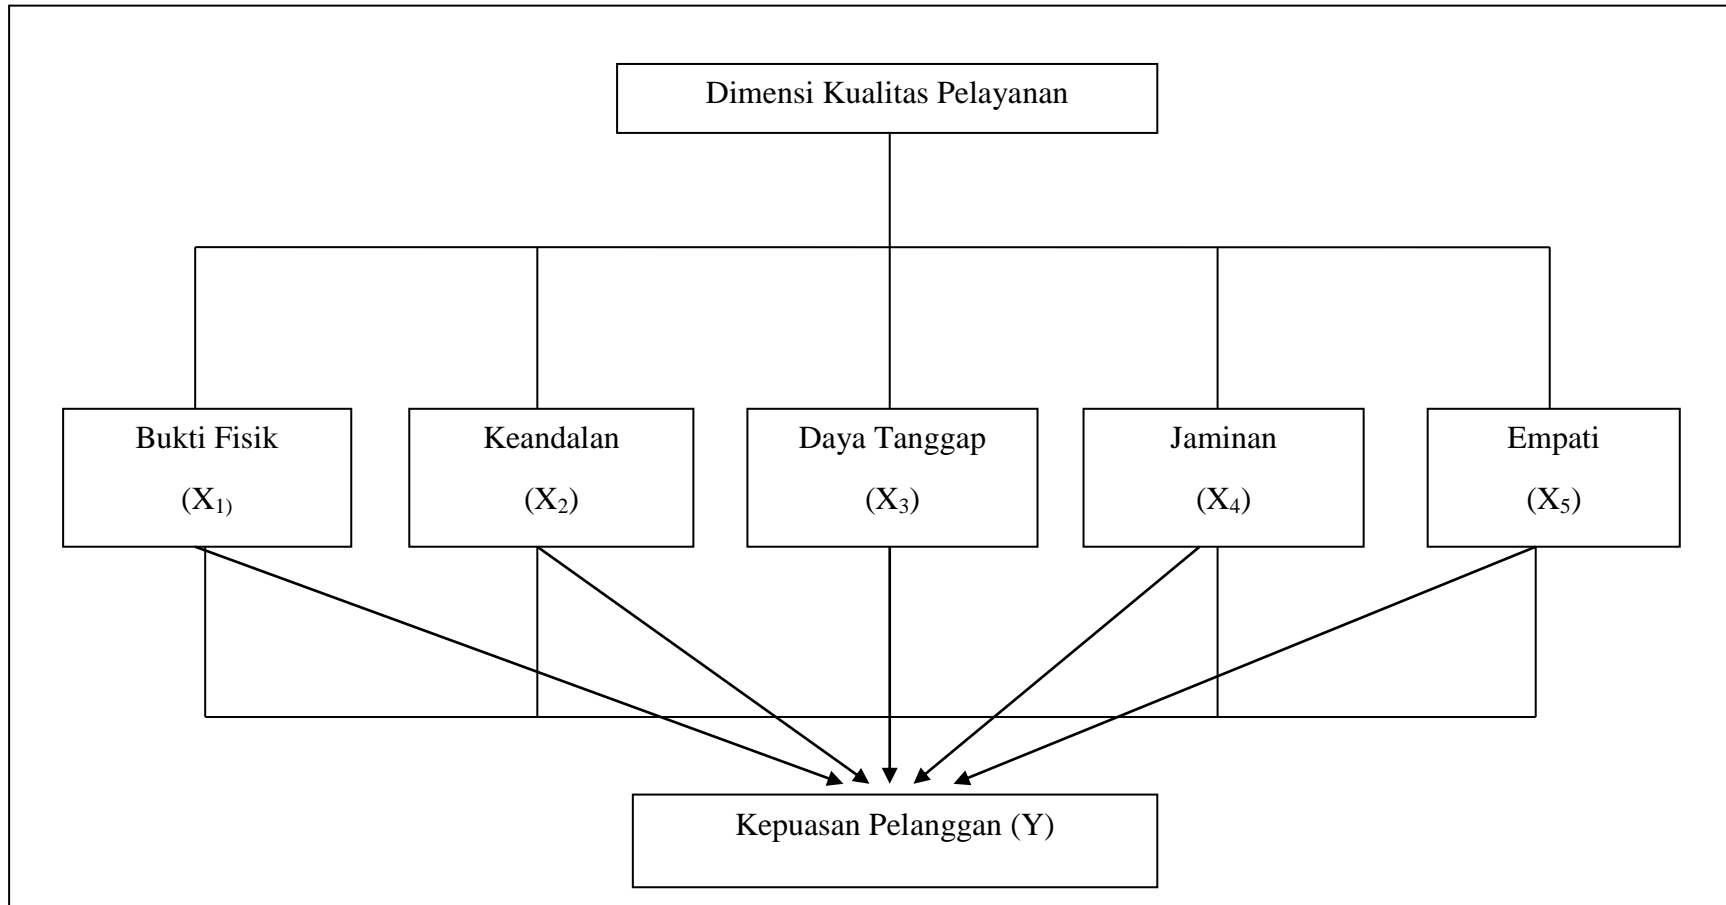 Dimensi Kualitas Pelayanan
Bukti Fisik
(X₁₎
Keandalan
(X₂)
Daya Tanggap
(X₃)
Jaminan
(X₄)
Empati
(X₅)
Kepuasan Pelanggan (Y)